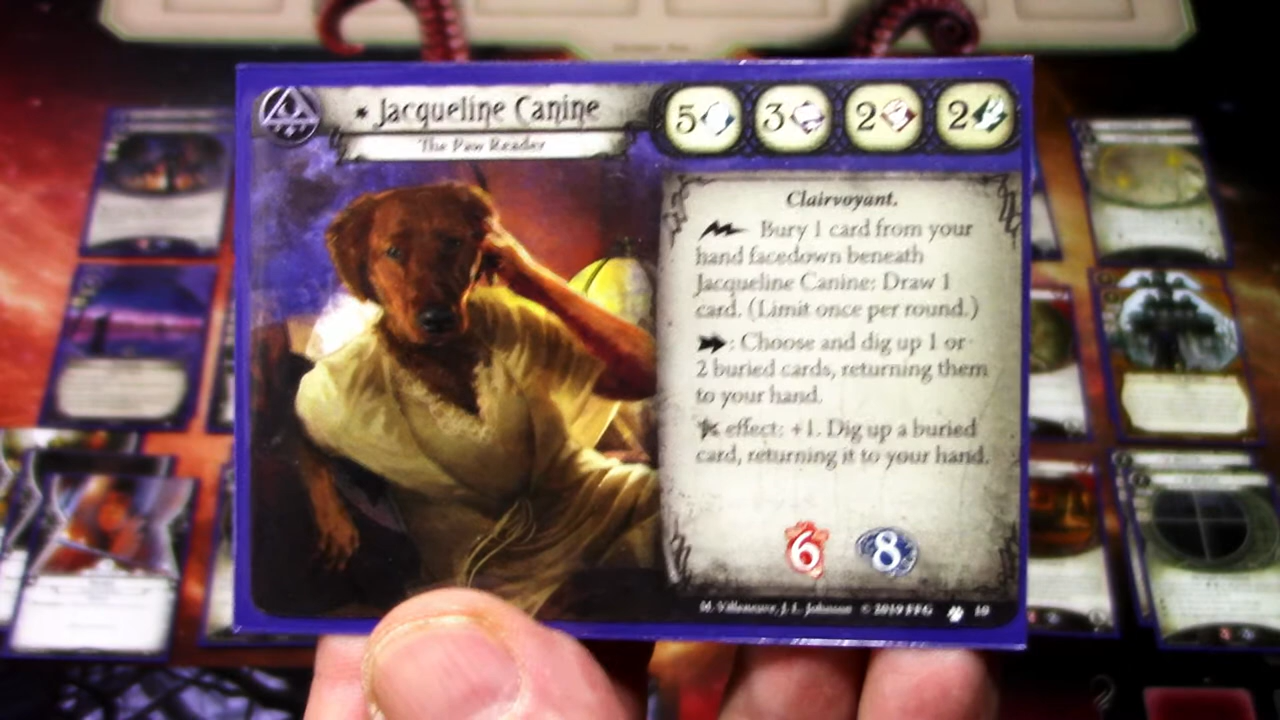 Jacqueline Canine
The Paw Reader
5 3 2 2
Clairvoyant.
Bury 1 card from your
hand facedown beneath
Jacqueline Canine: Draw 1
card. (Limit once per round.)
: Choose and dig up 1 or
2 buried cards, returning them
to your hand.
effect: +1. Dig up a buried
card, returning it to your hand.
6 8
M. Villeneuve, J. L. Johnson © 2019 FFG 10